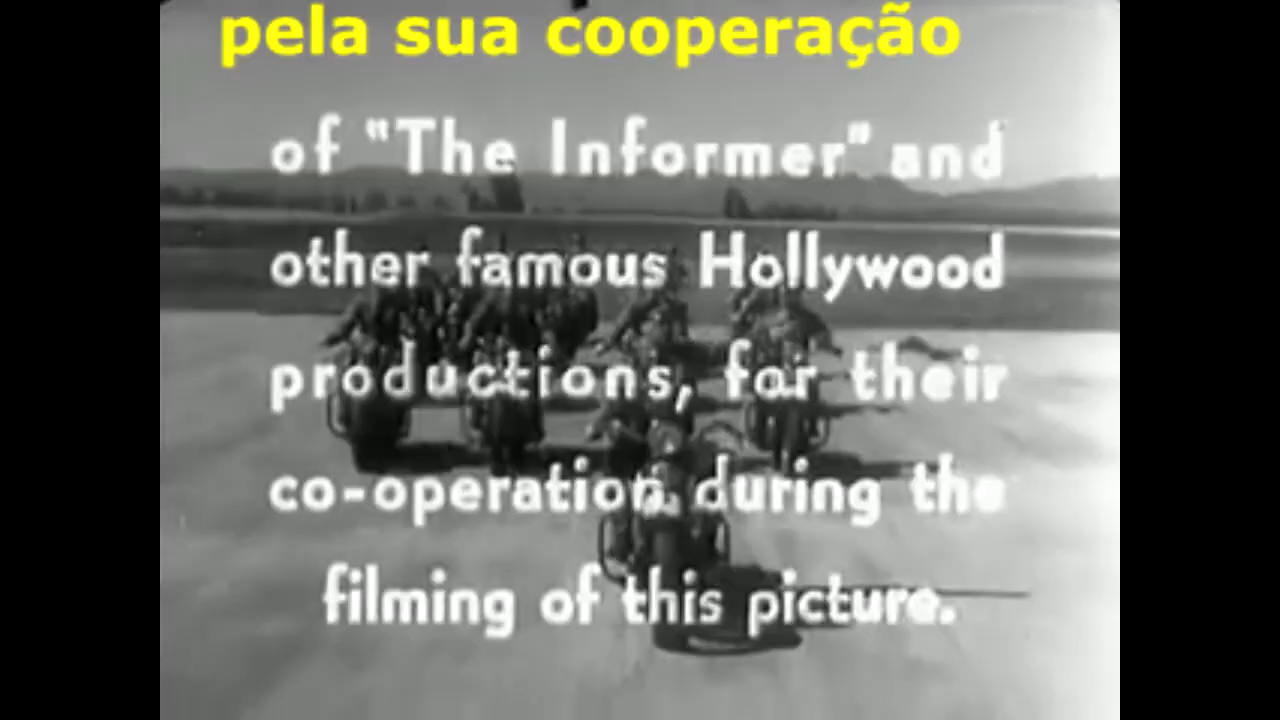 pela sua cooperação
of "The Informer" and
other famous Hollywood
productions, for their
co-operation during the
filming of this picture.